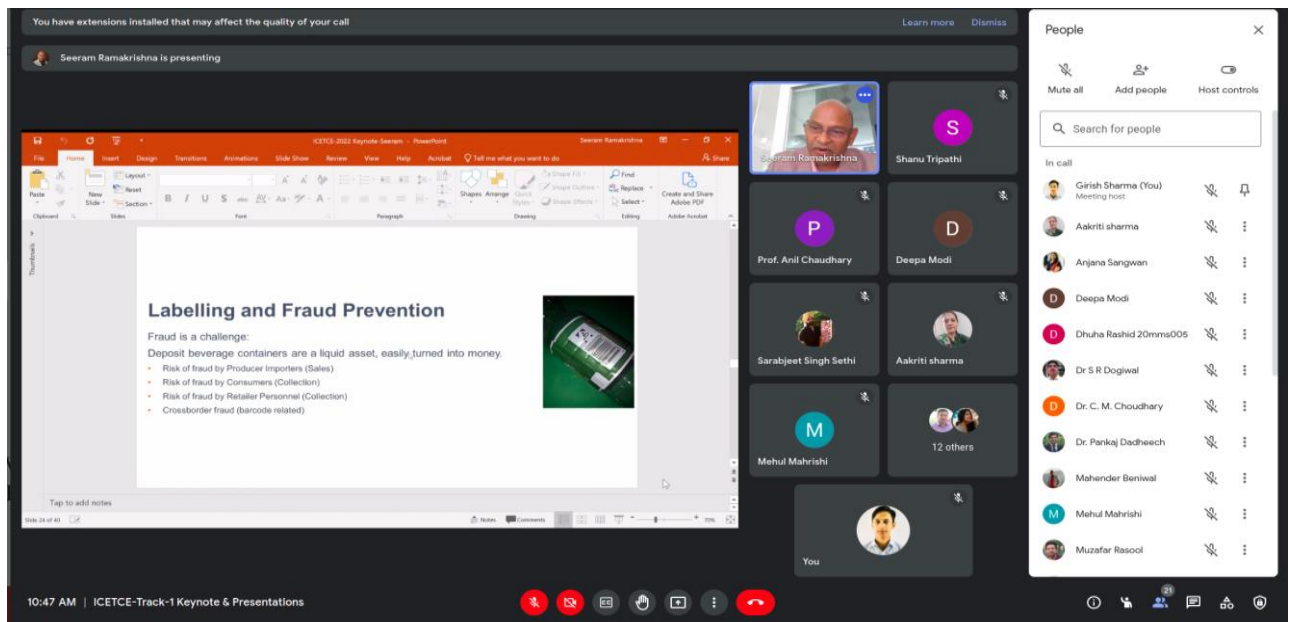 You have extensions installed that may affect the quality of your call
Learn more
Dismiss
Seeram Ramakrishna is presenting
ICETCE-2022 Keynote-Seeram - PowerPoint
Seeram Ramakrishna
File
Home
Insert
Design
Transitions
Animations
Slide Show
Review
View
Help
Acrobat
Tell me what you want to do
Share
Paste
New
Slide
Layout
Reset
Section
B I U S abc AV Aa A
Shapes
Arrange
Quick
Styles
Shape Fill
Shape Outline
Shape Effects
Find
Replace
Select
Create and Share
Adobe PDF
Clipboard
Slides
Font
Paragraph
Drawing
Editing
Adobe Acrobat
Thumbnails
Labelling and Fraud Prevention
Fraud is a challenge:
Deposit beverage containers are a liquid asset, easily turned into money.
• Risk of fraud by Producer Importers (Sales)
• Risk of fraud by Consumers (Collection)
• Risk of fraud by Retailer Personnel (Collection)
• Crossborder fraud (barcode related)
Tap to add notes
Slide 24 of 40
Notes
Comments
70%
Seeram Ramakrishna
S
Shanu Tripathi
P
Prof. Anil Chaudhary
D
Deepa Modi
Sarabjeet Singh Sethi
Aakriti sharma
M
Mehul Mahrishi
12 others
You
People
Mute all
Add people
Host controls
Search for people
In call
Girish Sharma (You)
Meeting host
Aakriti sharma
Anjana Sangwan
D
Deepa Modi
D
Dhuha Rashid 20mms005
Dr S R Dogiwal
D
Dr. C. M. Choudhary
Dr. Pankaj Dadheech
Mahender Beniwal
M
Mehul Mahrishi
Muzafar Rasool
10:47 AM | ICETCE-Track-1 Keynote & Presentations
21